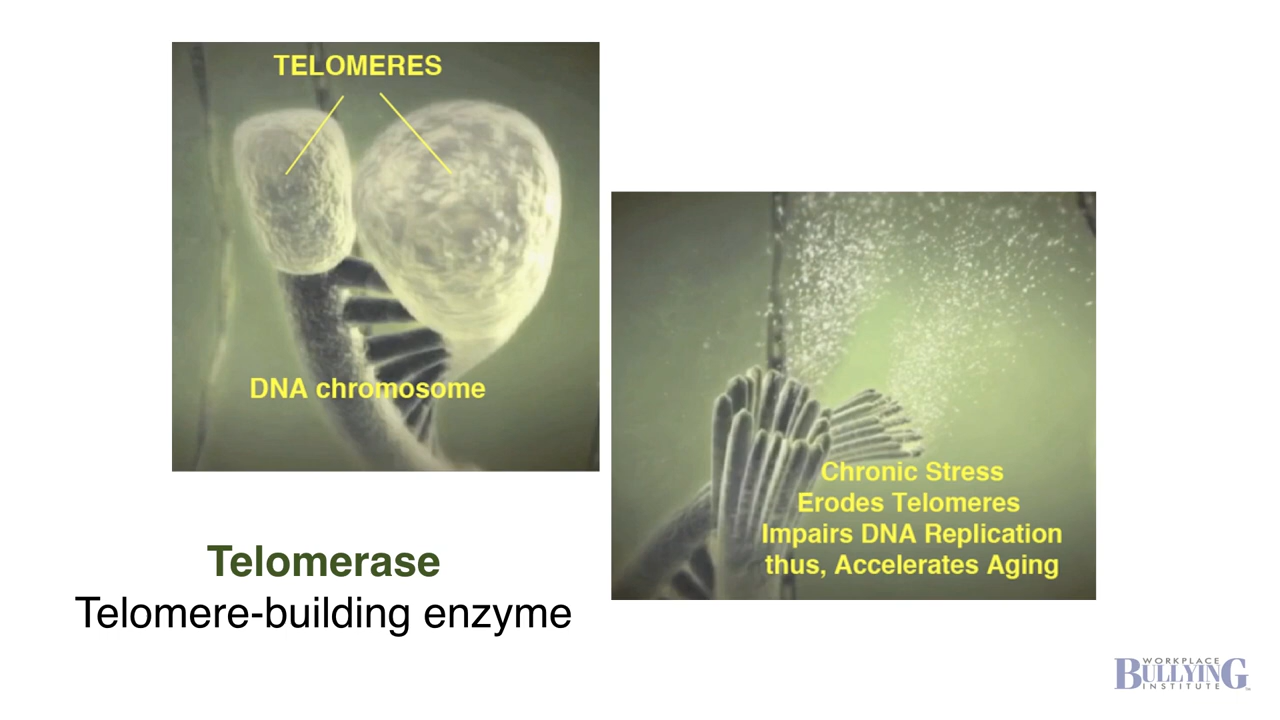 TELOMERES
DNA chromosome
Chronic Stress
Erodes Telomeres
Impairs DNA Replication
thus, Accelerates Aging
Telomerase
Telomere-building enzyme
WORKPLACE
BULLYING
INSTITUTE